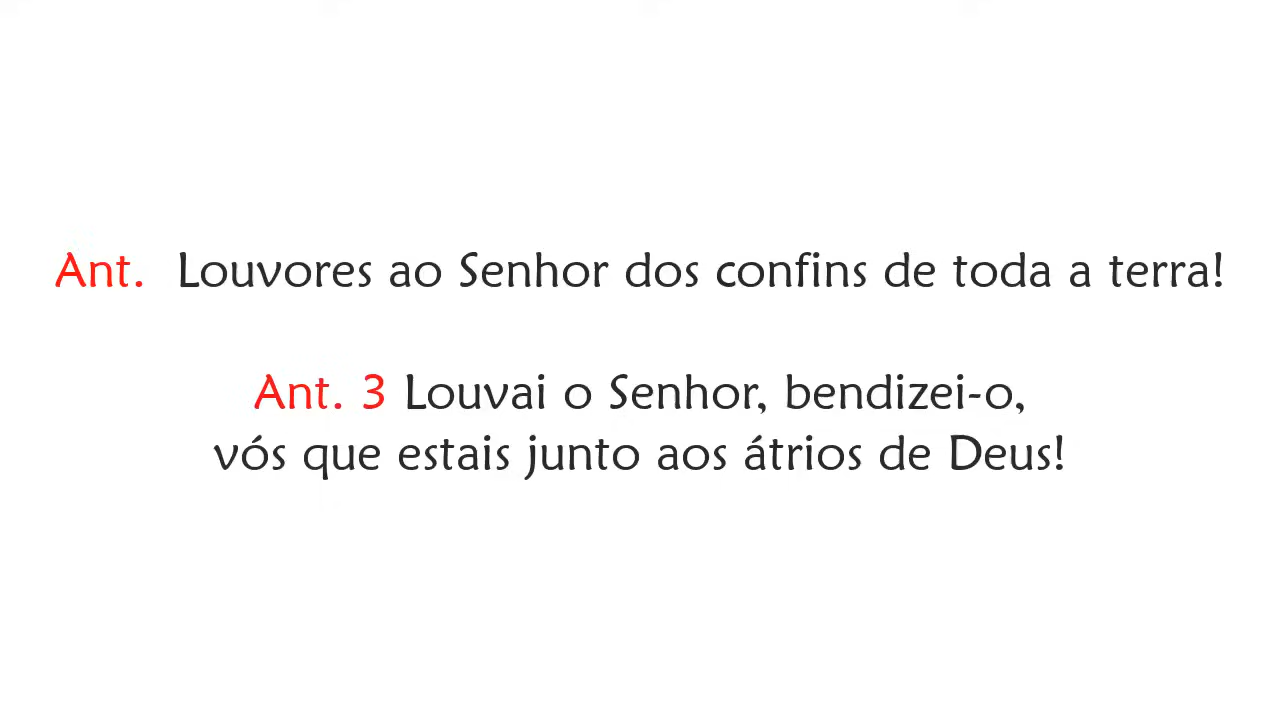 Ant. Louvores ao Senhor dos confins de toda a terra!
Ant. 3 Louvai o Senhor, bendizei-o,
vós que estais junto aos átrios de Deus!